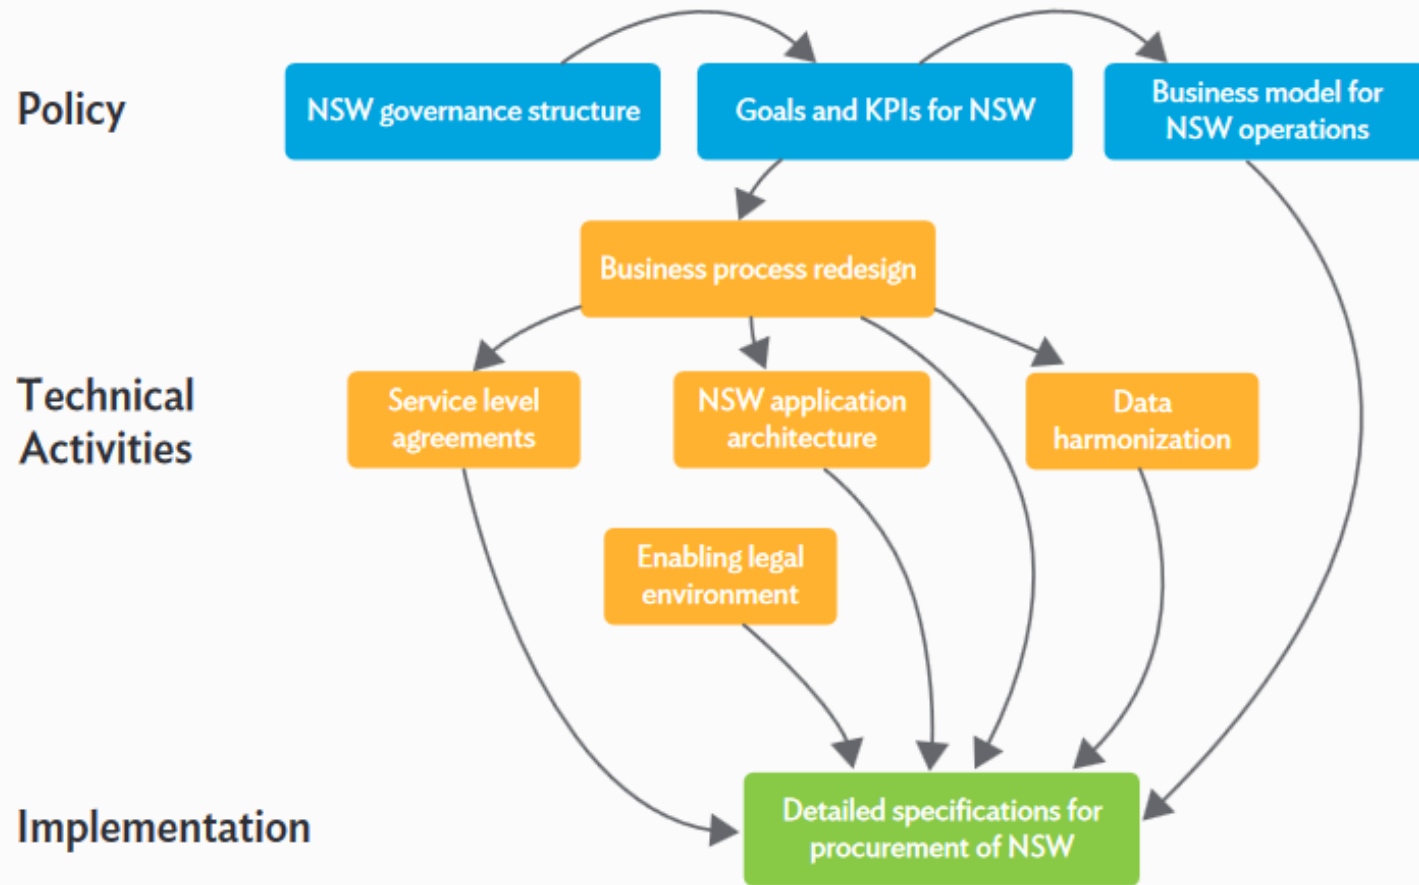 Policy
NSW governance structure
Goals and KPIs for NSW
Business model for
NSW operations
Business process redesign
Technical
Activities
Service level
agreements
NSW application
architecture
Data
harmonization
Enabling legal
environment
Implementation
Detailed specifications for
procurement of NSW